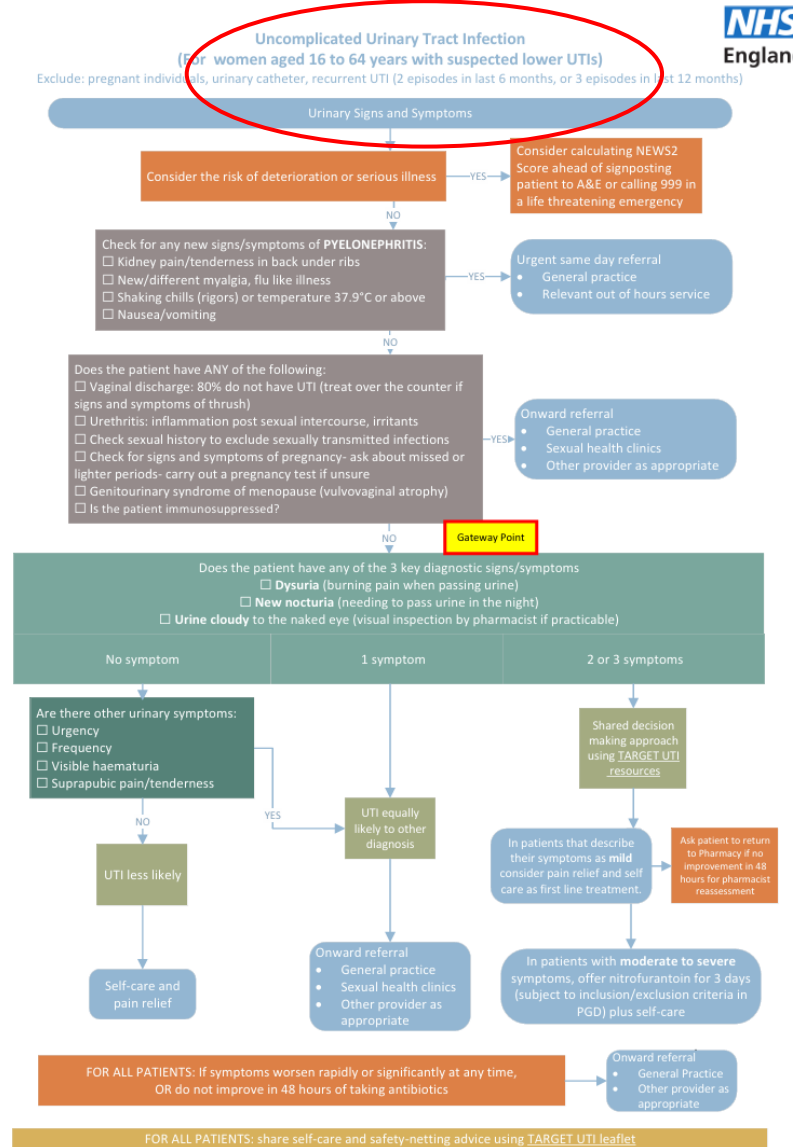 NHS
England
Uncomplicated Urinary Tract Infection
(For women aged 16 to 64 years with suspected lower UTIs)
Exclude: pregnant individuals, urinary catheter, recurrent UTI (2 episodes in last 6 months, or 3 episodes in last 12 months)
Urinary Signs and Symptoms
Consider the risk of deterioration or serious illness
YES
Consider calculating NEWS2
Score ahead of signposting
patient to A&E or calling 999 in
a life threatening emergency
NO
Check for any new signs/symptoms of PYELONEPHRITIS:
☐ Kidney pain/tenderness in back under ribs
☐ New/different myalgia, flu like illness
☐ Shaking chills (rigors) or temperature 37.9°C or above
☐ Nausea/vomiting
YES
Urgent same day referral
• General practice
• Relevant out of hours service
NO
Does the patient have ANY of the following:
☐ Vaginal discharge: 80% do not have UTI (treat over the counter if
signs and symptoms of thrush)
☐ Urethritis: inflammation post sexual intercourse, irritants
☐ Check sexual history to exclude sexually transmitted infections
☐ Check for signs and symptoms of pregnancy- ask about missed or
lighter periods- carry out a pregnancy test if unsure
☐ Genitourinary syndrome of menopause (vulvovaginal atrophy)
☐ Is the patient immunosuppressed?
YES
Onward referral
• General practice
• Sexual health clinics
• Other provider as appropriate
NO
Gateway Point
Does the patient have any of the 3 key diagnostic signs/symptoms
☐ Dysuria (burning pain when passing urine)
☐ New nocturia (needing to pass urine in the night)
☐ Urine cloudy to the naked eye (visual inspection by pharmacist if practicable)
No symptom
1 symptom
2 or 3 symptoms
Are there other urinary symptoms:
☐ Urgency
☐ Frequency
☐ Visible haematuria
☐ Suprapubic pain/tenderness
NO
YES
UTI less likely
Self-care and
pain relief
UTI equally
likely to other
diagnosis
Onward referral
• General practice
• Sexual health clinics
• Other provider as
appropriate
Shared decision
making approach
using TARGET UTI
resources
In patients that describe
their symptoms as mild
consider pain relief and self
care as first line treatment.
Ask patient to return
to Pharmacy if no
improvement in 48
hours for pharmacist
reassessment
In patients with moderate to severe
symptoms, offer nitrofurantoin for 3 days
(subject to inclusion/exclusion criteria in
PGD) plus self-care
FOR ALL PATIENTS: If symptoms worsen rapidly or significantly at any time,
OR do not improve in 48 hours of taking antibiotics
Onward referral
• General Practice
• Other provider as
appropriate
FOR ALL PATIENTS: share self-care and safety-netting advice using TARGET UTI leaflet